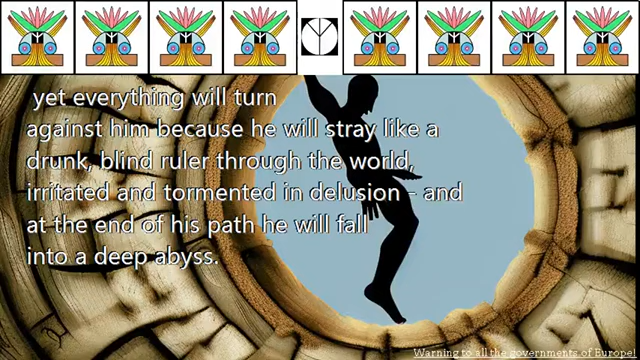 yet everything will turn
against him because he will stray like a
drunk, blind ruler through the world,
irritated and tormented in delusion - and
at the end of his path he will fall
into a deep abyss.
Warning to all the governments of Europe!